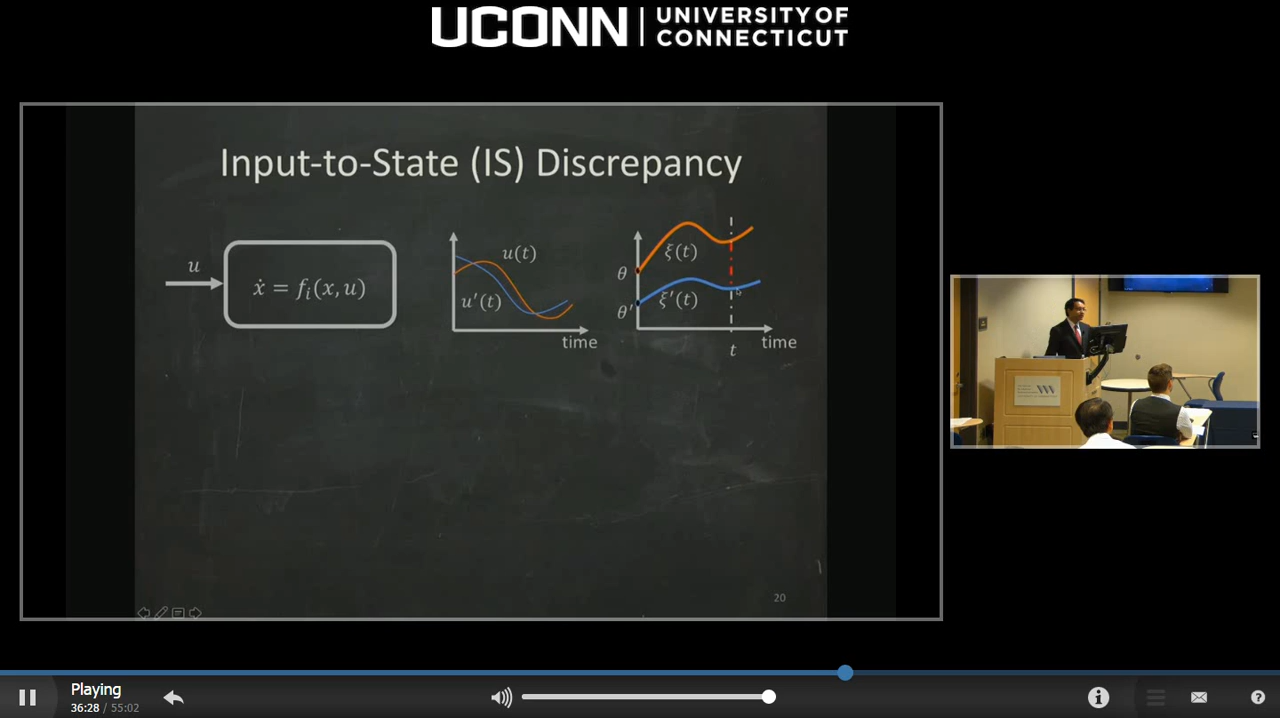 UCONN
UNIVERSITY OF
CONNECTICUT
Input-to-State (IS) Discrepancy
u
ẋ = fᵢ(x, u)
u(t)
u′(t)
time
θ
θ′
ξ(t)
ξ′(t)
t
time
20
Playing
36:28 / 55:02